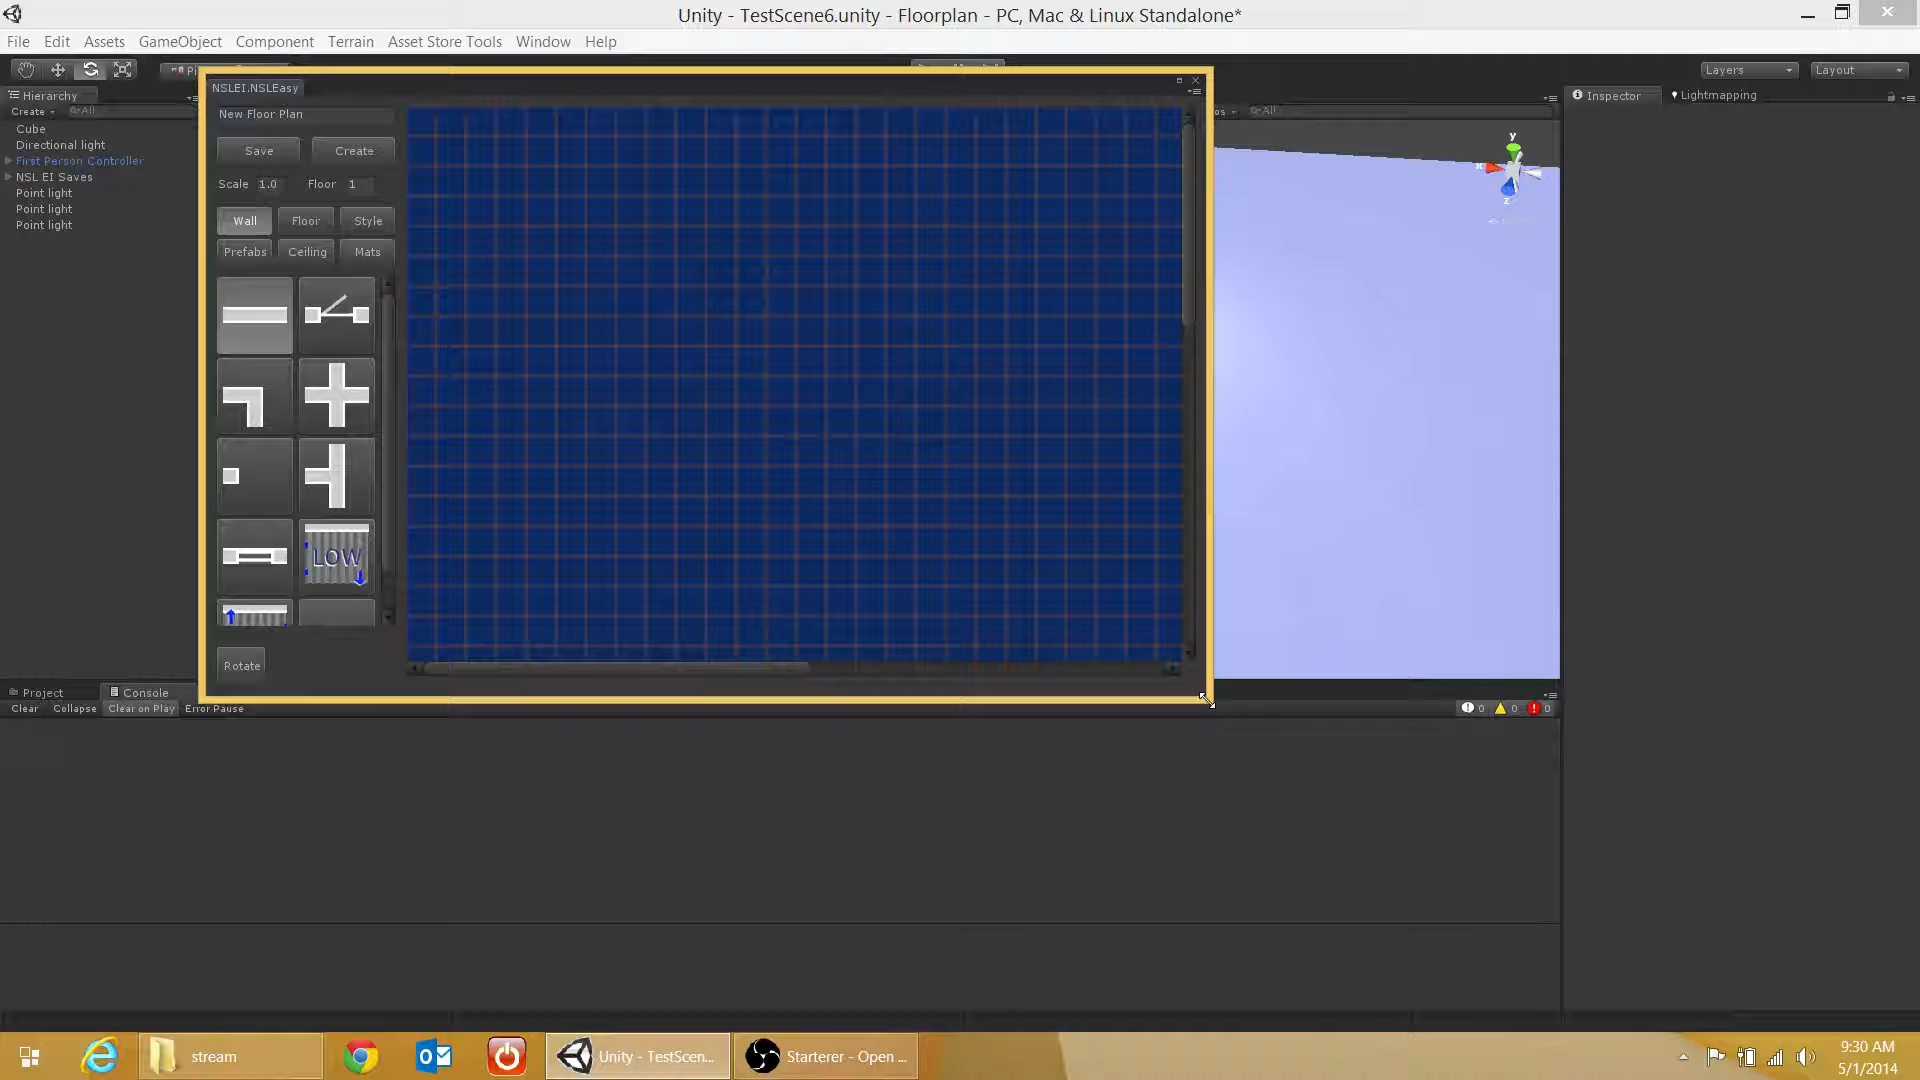 Unity - TestScene6.unity - Floorplan - PC, Mac & Linux Standalone*
File Edit Assets GameObject Component Terrain Asset Store Tools Window Help
Layers Layout
Hierarchy
Create All
Cube
Directional light
First Person Controller
NSL EI Saves
Point light
Point light
Point light
NSLEI.NSLEasy
New Floor Plan
Save Create
Scale 1.0 Floor 1
Wall Floor Style
Prefabs Ceiling Mats
LOW
Rotate
All
y
x
z
Inspector Lightmapping
Project Console
Clear Collapse Clear on Play Error Pause
0 0 0
stream
Unity - TestScen...
Starterer - Open ...
9:30 AM
5/1/2014